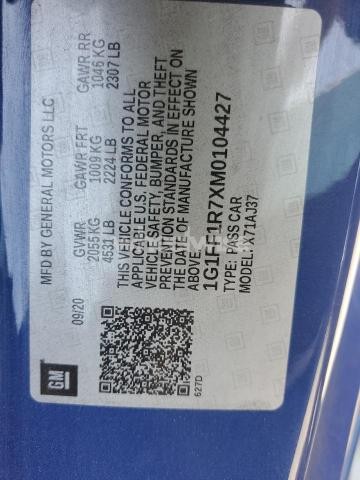 MFD BY GENERAL MOTORS LLC
09/20 GVWR GAWR FRT GAWR RR
2055 KG 1009 KG 1046 KG
4531 LB 2224 LB 2307 LB
THIS VEHICLE CONFORMS TO ALL
APPLICABLE U.S. FEDERAL MOTOR
VEHICLE SAFETY, BUMPER, AND THEFT
PREVENTION STANDARDS IN EFFECT ON
THE DATE OF MANUFACTURE SHOWN
ABOVE.
1G1FF1R7XM0104427
TYPE: PASS CAR
MODEL: 1X71AJ37
GM
627D